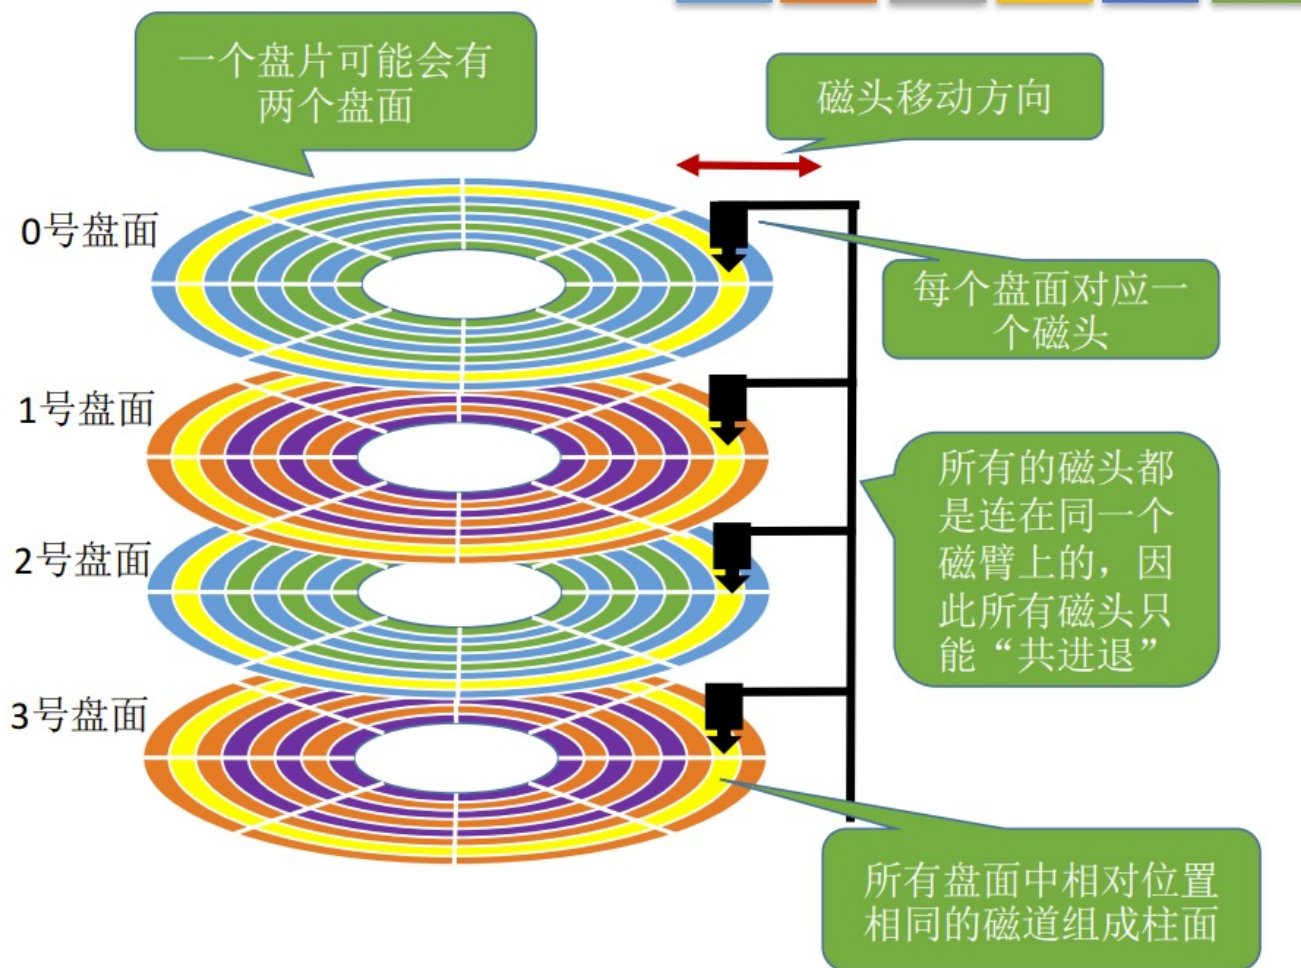 一个盘片可能会有
两个盘面
磁头移动方向
0号盘面
每个盘面对应一
个磁头
1号盘面
所有的磁头都
是连在同一个
磁臂上的，因
此所有磁头只
能“共进退”
2号盘面
3号盘面
所有盘面中相对位置
相同的磁道组成柱面